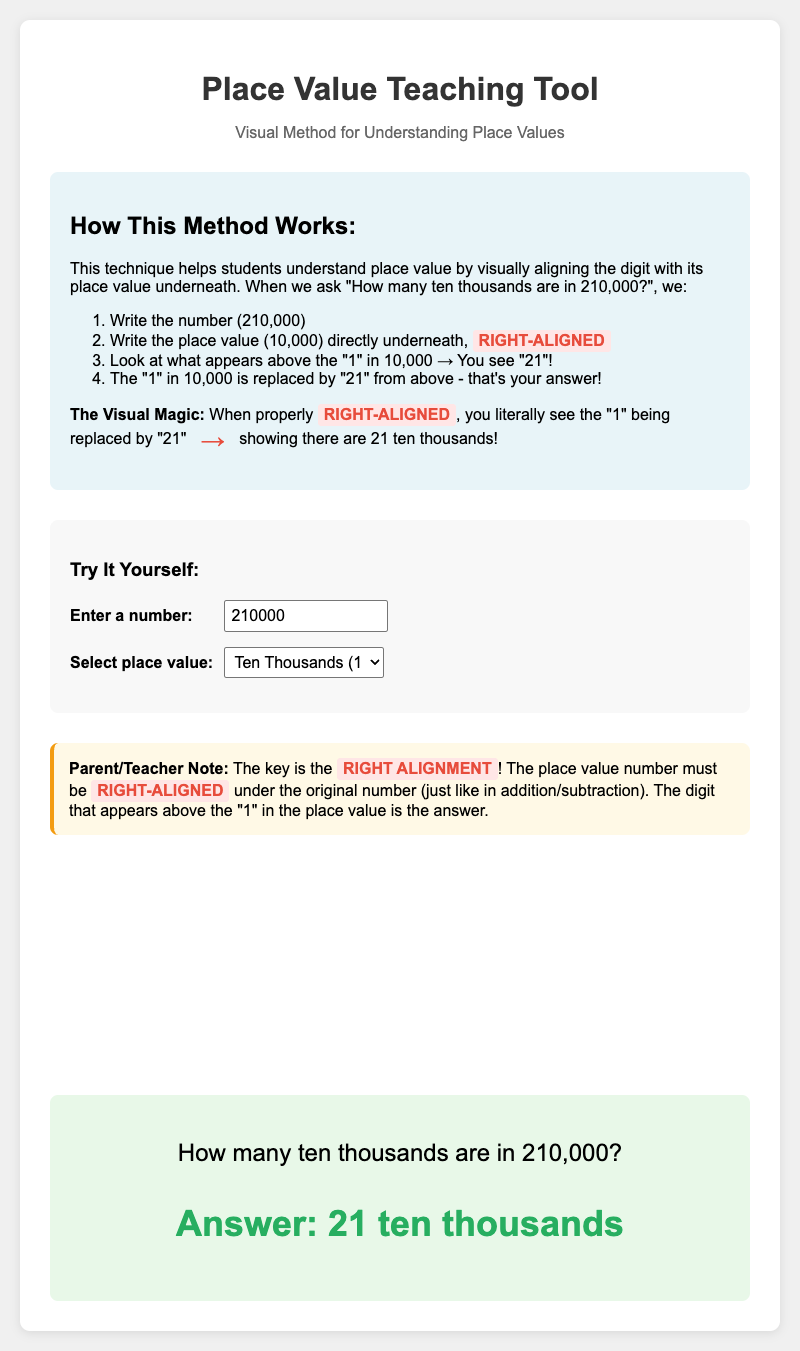 Place Value Teaching Tool
Visual Method for Understanding Place Values
How This Method Works:
This technique helps students understand place value by visually aligning the digit with its
place value underneath. When we ask "How many ten thousands are in 210,000?", we:
1. Write the number (210,000)
2. Write the place value (10,000) directly underneath, RIGHT-ALIGNED
3. Look at what appears above the "1" in 10,000 → You see "21"!
4. The "1" in 10,000 is replaced by "21" from above - that's your answer!
The Visual Magic: When properly RIGHT-ALIGNED, you literally see the "1" being
replaced by "21" → showing there are 21 ten thousands!
Try It Yourself:
Enter a number: 210000
Select place value: Ten Thousands (1
Parent/Teacher Note: The key is the RIGHT ALIGNMENT! The place value number must
be RIGHT-ALIGNED under the original number (just like in addition/subtraction). The digit
that appears above the "1" in the place value is the answer.
How many ten thousands are in 210,000?
Answer: 21 ten thousands